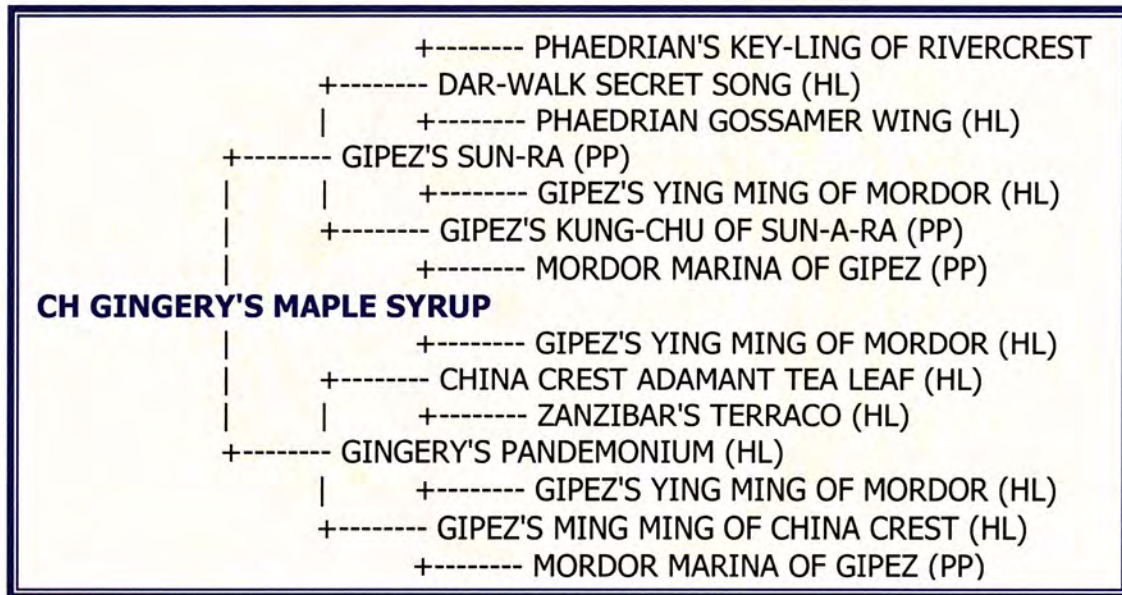 +-------- PHAEDRIAN'S KEY-LING OF RIVERCREST
+-------- DAR-WALK SECRET SONG (HL)
| +-------- PHAEDRIAN GOSSAMER WING (HL)
+-------- GIPEZ'S SUN-RA (PP)
| | +-------- GIPEZ'S YING MING OF MORDOR (HL)
| +-------- GIPEZ'S KUNG-CHU OF SUN-A-RA (PP)
| +-------- MORDOR MARINA OF GIPEZ (PP)
CH GINGERY'S MAPLE SYRUP
| +-------- GIPEZ'S YING MING OF MORDOR (HL)
| +-------- CHINA CREST ADAMANT TEA LEAF (HL)
| | +-------- ZANZIBAR'S TERRACO (HL)
+-------- GINGERY'S PANDEMONIUM (HL)
| +-------- GIPEZ'S YING MING OF MORDOR (HL)
+-------- GIPEZ'S MING MING OF CHINA CREST (HL)
+-------- MORDOR MARINA OF GIPEZ (PP)